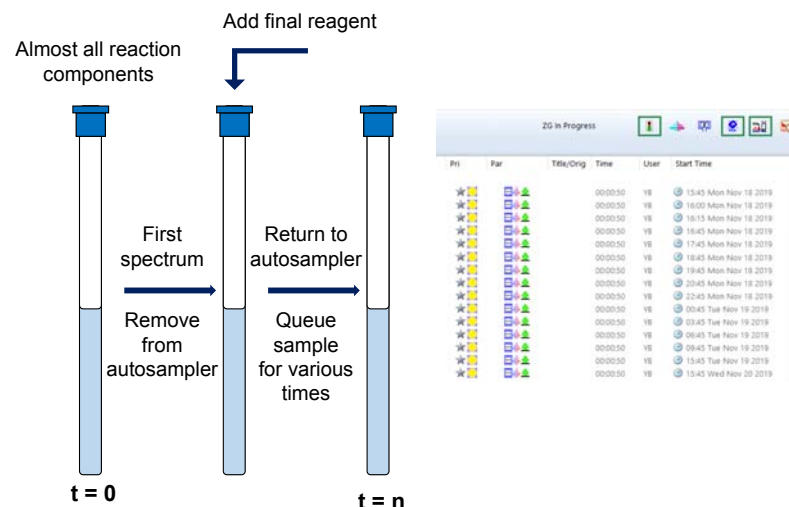 Add final reagent
Almost all reaction
components
First
spectrum
Remove
from
autosampler
Return to
autosampler
Queue
sample
for various
times
t = 0
t = n
ZG in Progress
Pri Par Title/Orig Time User Start Time
00:00:50 YB 15:45 Mon Nov 18 2019
00:00:50 YB 16:00 Mon Nov 18 2019
00:00:50 YB 16:15 Mon Nov 18 2019
00:00:50 YB 16:45 Mon Nov 18 2019
00:00:50 YB 17:45 Mon Nov 18 2019
00:00:50 YB 18:45 Mon Nov 18 2019
00:00:50 YB 19:45 Mon Nov 18 2019
00:00:50 YB 20:45 Mon Nov 18 2019
00:00:50 YB 22:45 Mon Nov 18 2019
00:00:50 YB 00:45 Tue Nov 19 2019
00:00:50 YB 03:45 Tue Nov 19 2019
00:00:50 YB 06:45 Tue Nov 19 2019
00:00:50 YB 09:45 Tue Nov 19 2019
00:00:50 YB 15:45 Tue Nov 19 2019
00:00:50 YB 15:45 Wed Nov 20 2019